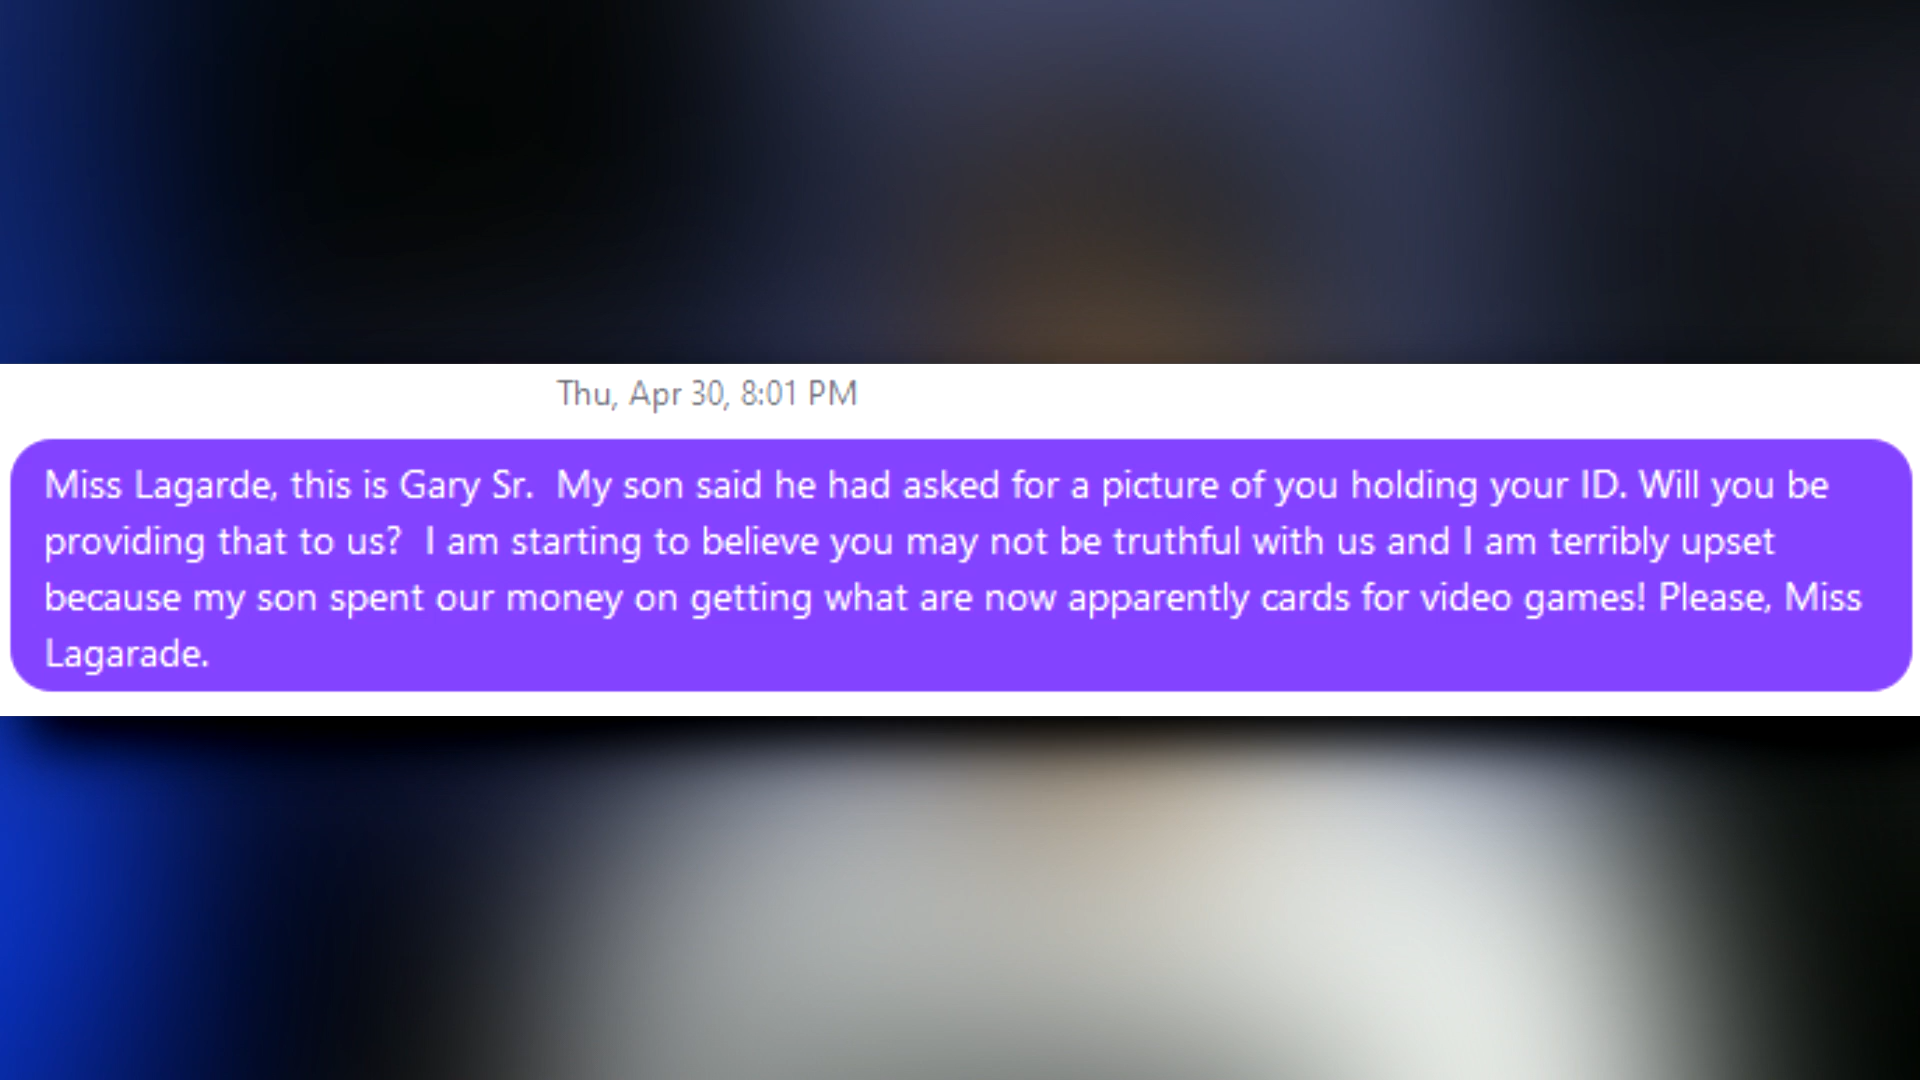 Thu, Apr 30, 8:01 PM
Miss Lagarde, this is Gary Sr.  My son said he had asked for a picture of you holding your ID. Will you be
providing that to us?  I am starting to believe you may not be truthful with us and I am terribly upset
because my son spent our money on getting what are now apparently cards for video games! Please, Miss
Lagarade.